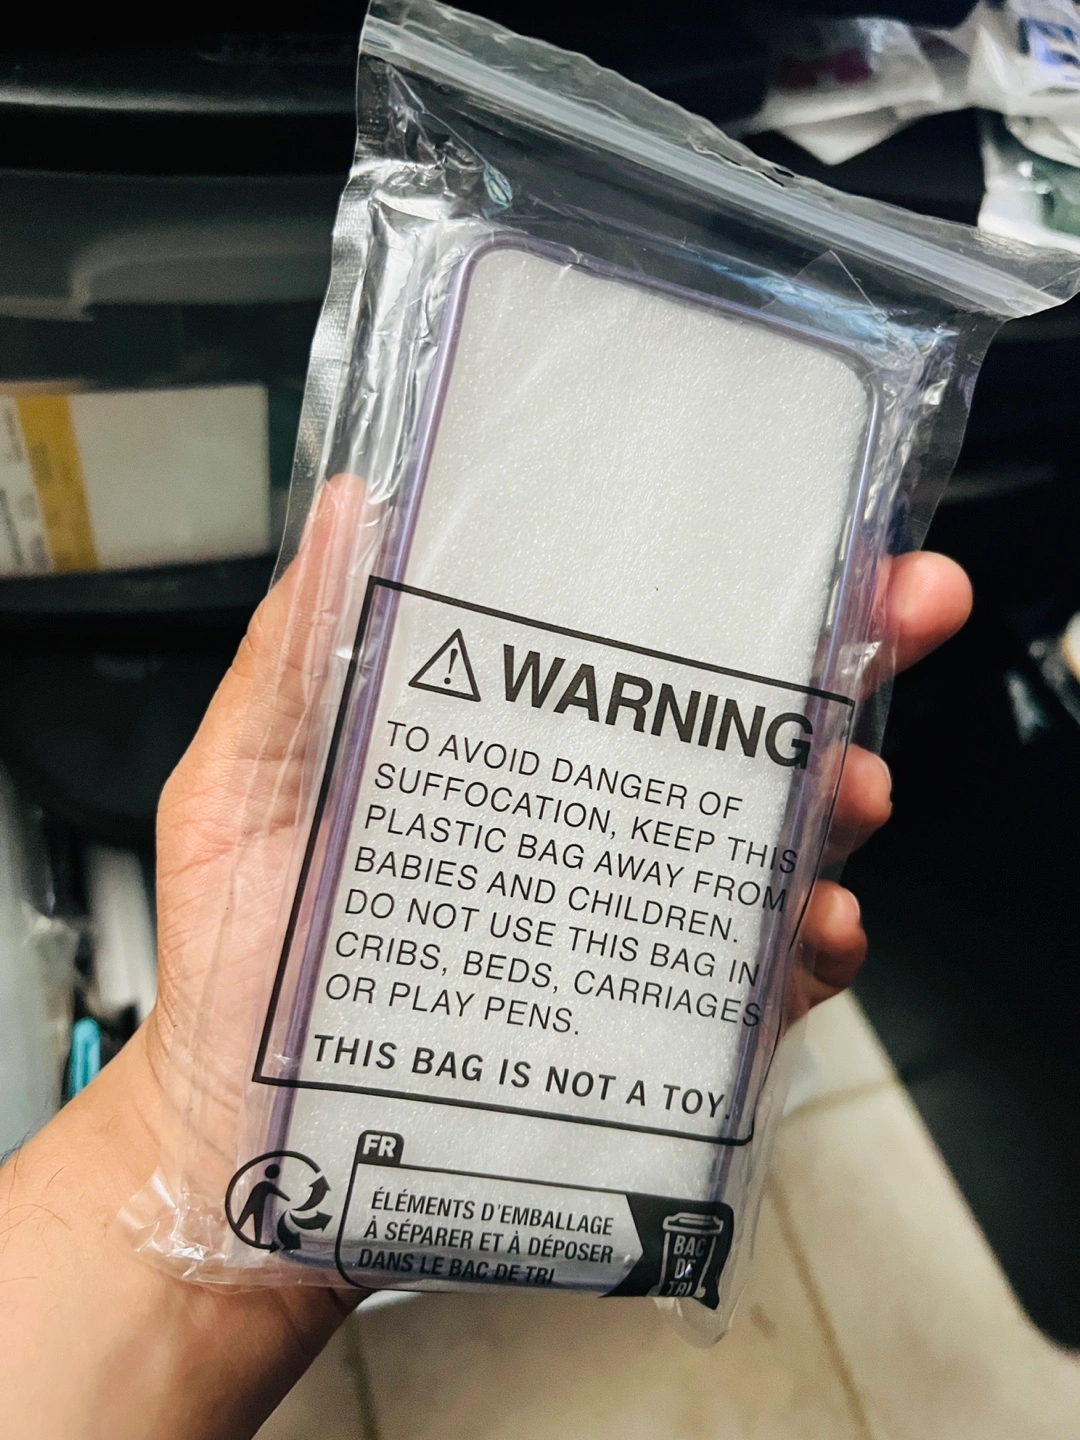 WARNING
TO AVOID DANGER OF
SUFFOCATION, KEEP THIS
PLASTIC BAG AWAY FROM
BABIES AND CHILDREN.
DO NOT USE THIS BAG IN
CRIBS, BEDS, CARRIAGES
OR PLAY PENS.
THIS BAG IS NOT A TOY.
FR
ÉLÉMENTS D'EMBALLAGE
À SÉPARER ET À DÉPOSER
DANS LE BAC DE TRI
BAC
DE
TRI